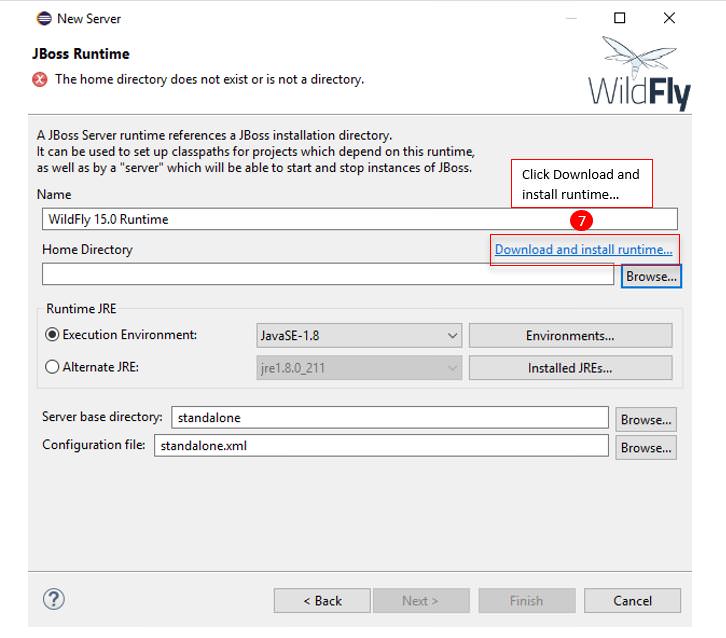 New Server
JBoss Runtime
The home directory does not exist or is not a directory.
WildFly
A JBoss Server runtime references a JBoss installation directory.
It can be used to set up classpaths for projects which depend on this runtime,
as well as by a "server" which will be able to start and stop instances of JBoss.
Click Download and
install runtime...
Name
7
WildFly 15.0 Runtime
Home Directory
Download and install runtime...
Browse...
Runtime JRE
Execution Environment:
JavaSE-1.8
Environments...
Alternate JRE:
jre1.8.0_211
Installed JREs...
Server base directory:
standalone
Browse...
Configuration file:
standalone.xml
Browse...
?
< Back
Next >
Finish
Cancel